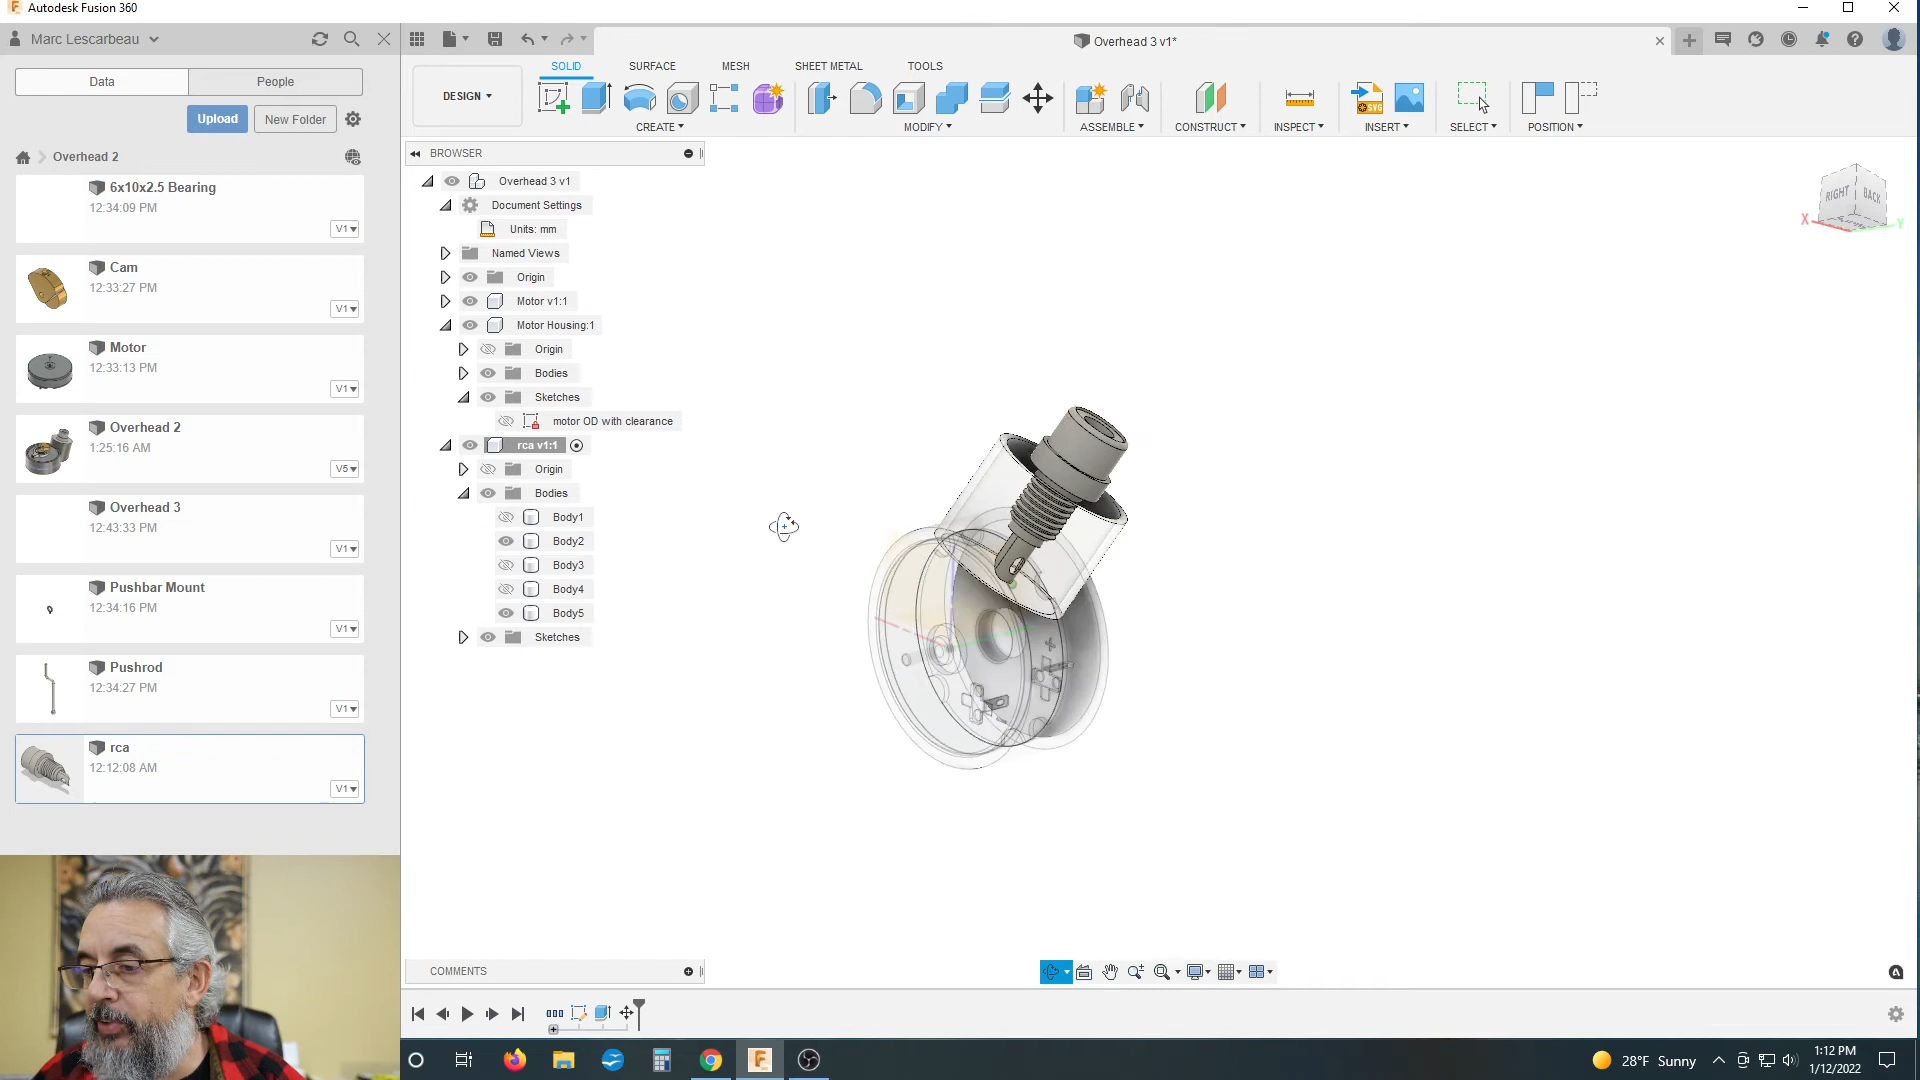 Autodesk Fusion 360
Marc Lescarbeau
Overhead 3 v1*
Data
People
Upload
New Folder
Overhead 2
6x10x2.5 Bearing
12:34:09 PM
V1
Cam
12:33:27 PM
V1
Motor
12:33:13 PM
V1
Overhead 2
1:25:16 AM
V5
Overhead 3
12:43:33 PM
V1
Pushbar Mount
12:34:16 PM
V1
Pushrod
12:34:27 PM
V1
rca
12:12:08 AM
V1
DESIGN
SOLID
SURFACE
MESH
SHEET METAL
TOOLS
CREATE
MODIFY
ASSEMBLE
CONSTRUCT
INSPECT
INSERT
SELECT
POSITION
BROWSER
Overhead 3 v1
Document Settings
Units: mm
Named Views
Origin
Motor v1:1
Motor Housing:1
Origin
Bodies
Sketches
motor OD with clearance
rca v1:1
Origin
Bodies
Body1
Body2
Body3
Body4
Body5
Sketches
RIGHT
BACK
X
Y
COMMENTS
28°F Sunny
1:12 PM
1/12/2022